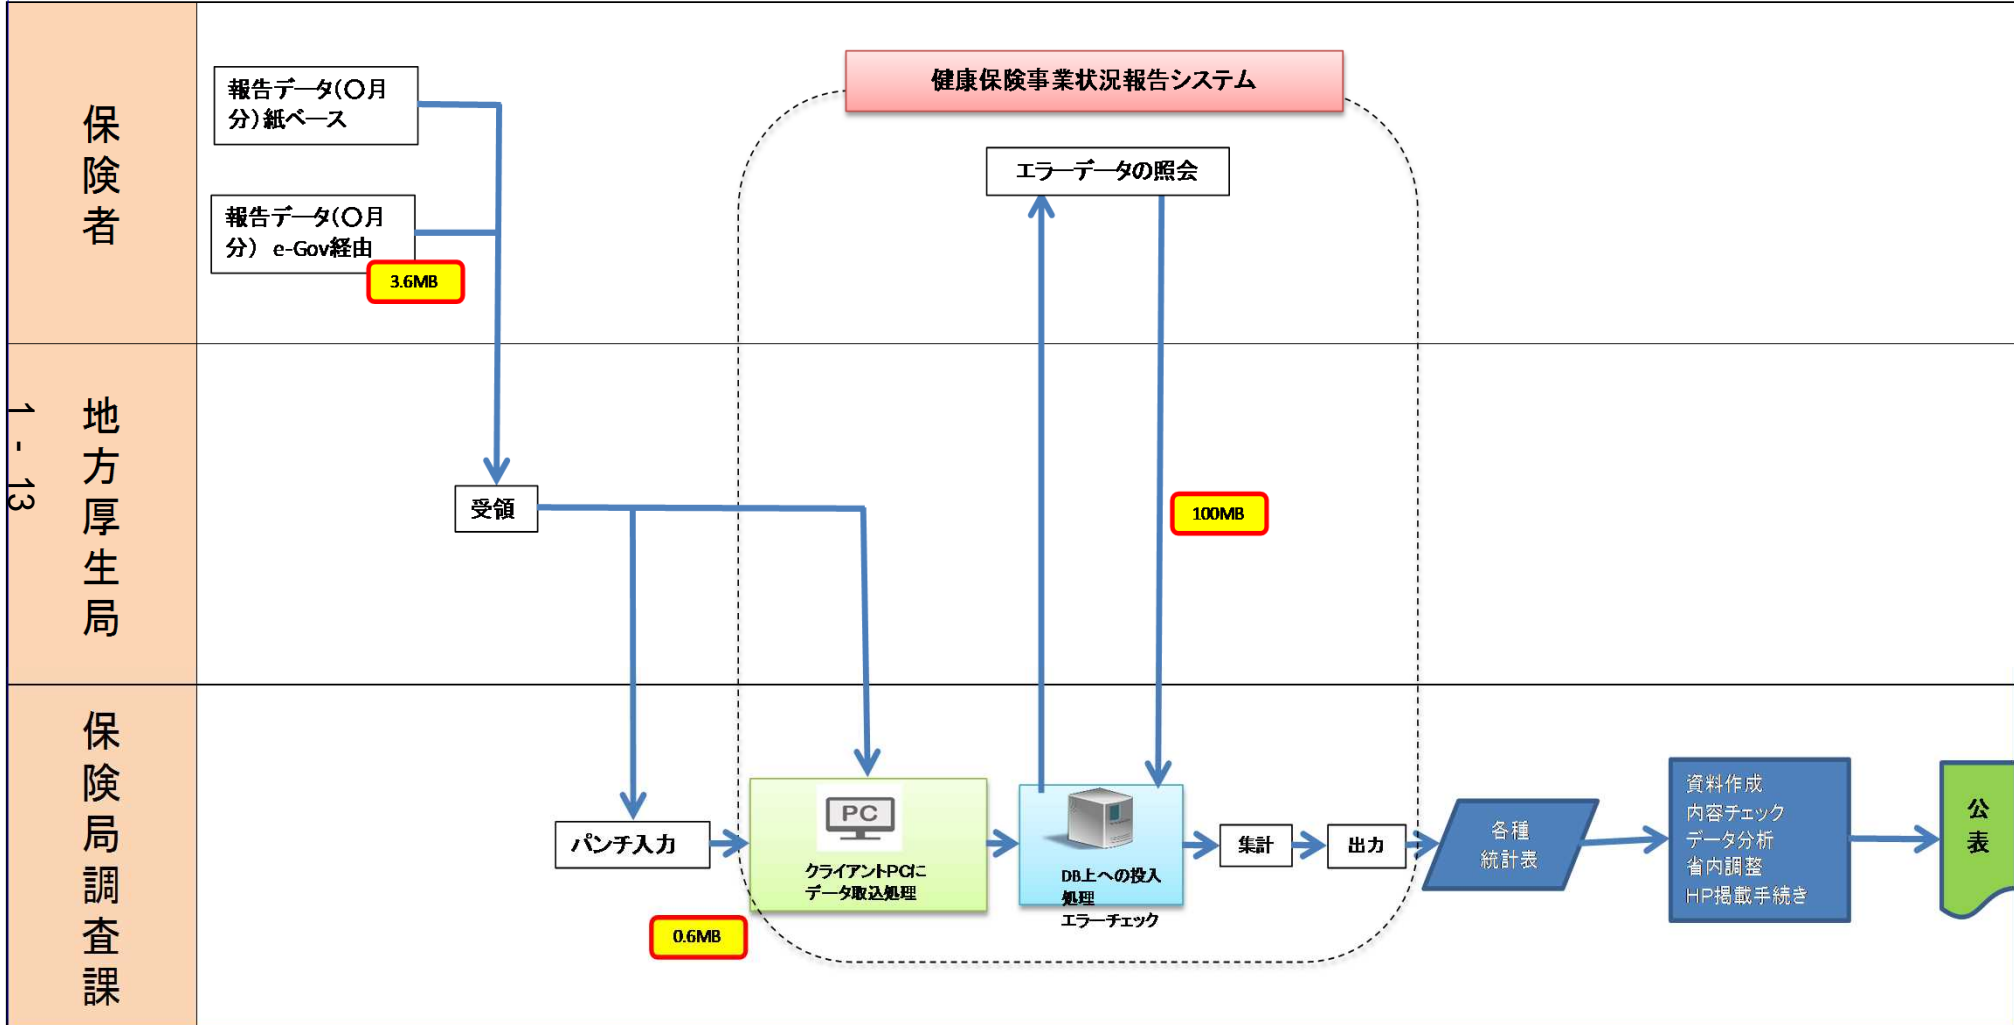 健康保険事業状況報告システム
保険者
報告データ(〇月
分)紙ベース
報告データ(〇月
分) e-Gov経由
3.6MB
エラーデータの照会
1-13
地方厚生局
受領
100MB
保険局調査課
パンチ入力
0.6MB
PC
クライアントPCに
データ取込処理
DB上への投入
処理
エラーチェック
集計
出力
各種
統計表
資料作成
内容チェック
データ分析
省内調整
HP掲載手続き
公表